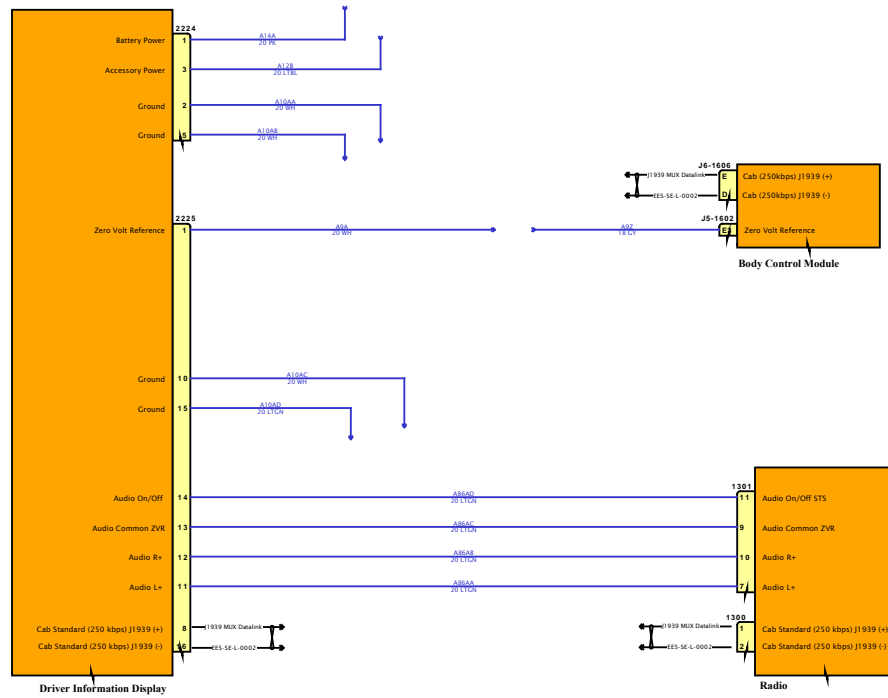 2224
Battery Power 1 A14A
20 PK
Accessory Power 3 A12B
20 LTBL
Ground 2 A10AA
20 WH
Ground 5 A10AB
20 WH
J6-1606
J1939 MUX Datalink E Cab (250kbps) J1939 (+)
EES-SE-L-0002 D Cab (250kbps) J1939 (-)
2225
J5-1602
Zero Volt Reference 1 A9A
20 WH
A9Z
18 GY
Zero Volt Reference
Body Control Module
Ground 10 A10AC
20 WH
Ground 15 A10AD
20 LTGN
1301
Audio On/Off 14 A86AD 11 Audio On/Off STS
20 LTGN
Audio Common ZVR 13 A86AC 9 Audio Common ZVR
20 LTGN
Audio R+ 12 A86AB 10 Audio R+
20 LTGN
Audio L+ 11 A86AA 7 Audio L+
20 LTGN
1300
Cab Standard (250 kbps) J1939 (+) 8 J1939 MUX Datalink J1939 MUX Datalink 1 Cab Standard (250 kbps) J1939 (+)
Cab Standard (250 kbps) J1939 (-) 16 EES-SE-L-0002 EES-SE-L-0002 2 Cab Standard (250 kbps) J1939 (-)
Driver Information Display
Radio